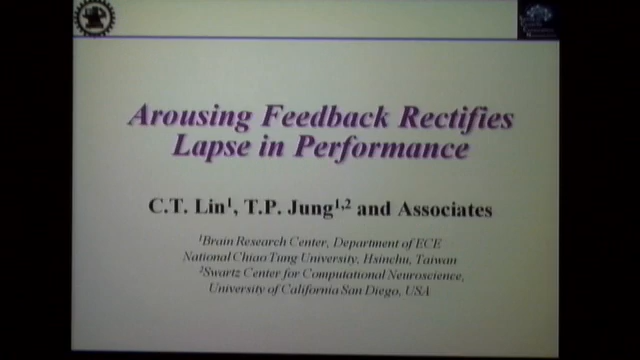 Arousing Feedback Rectifies
Lapse in Performance
C.T. Lin¹, T.P. Jung¹,² and Associates
¹Brain Research Center, Department of ECE
National Chiao Tung University, Hsinchu, Taiwan
²Swartz Center for Computational Neuroscience,
University of California San Diego, USA